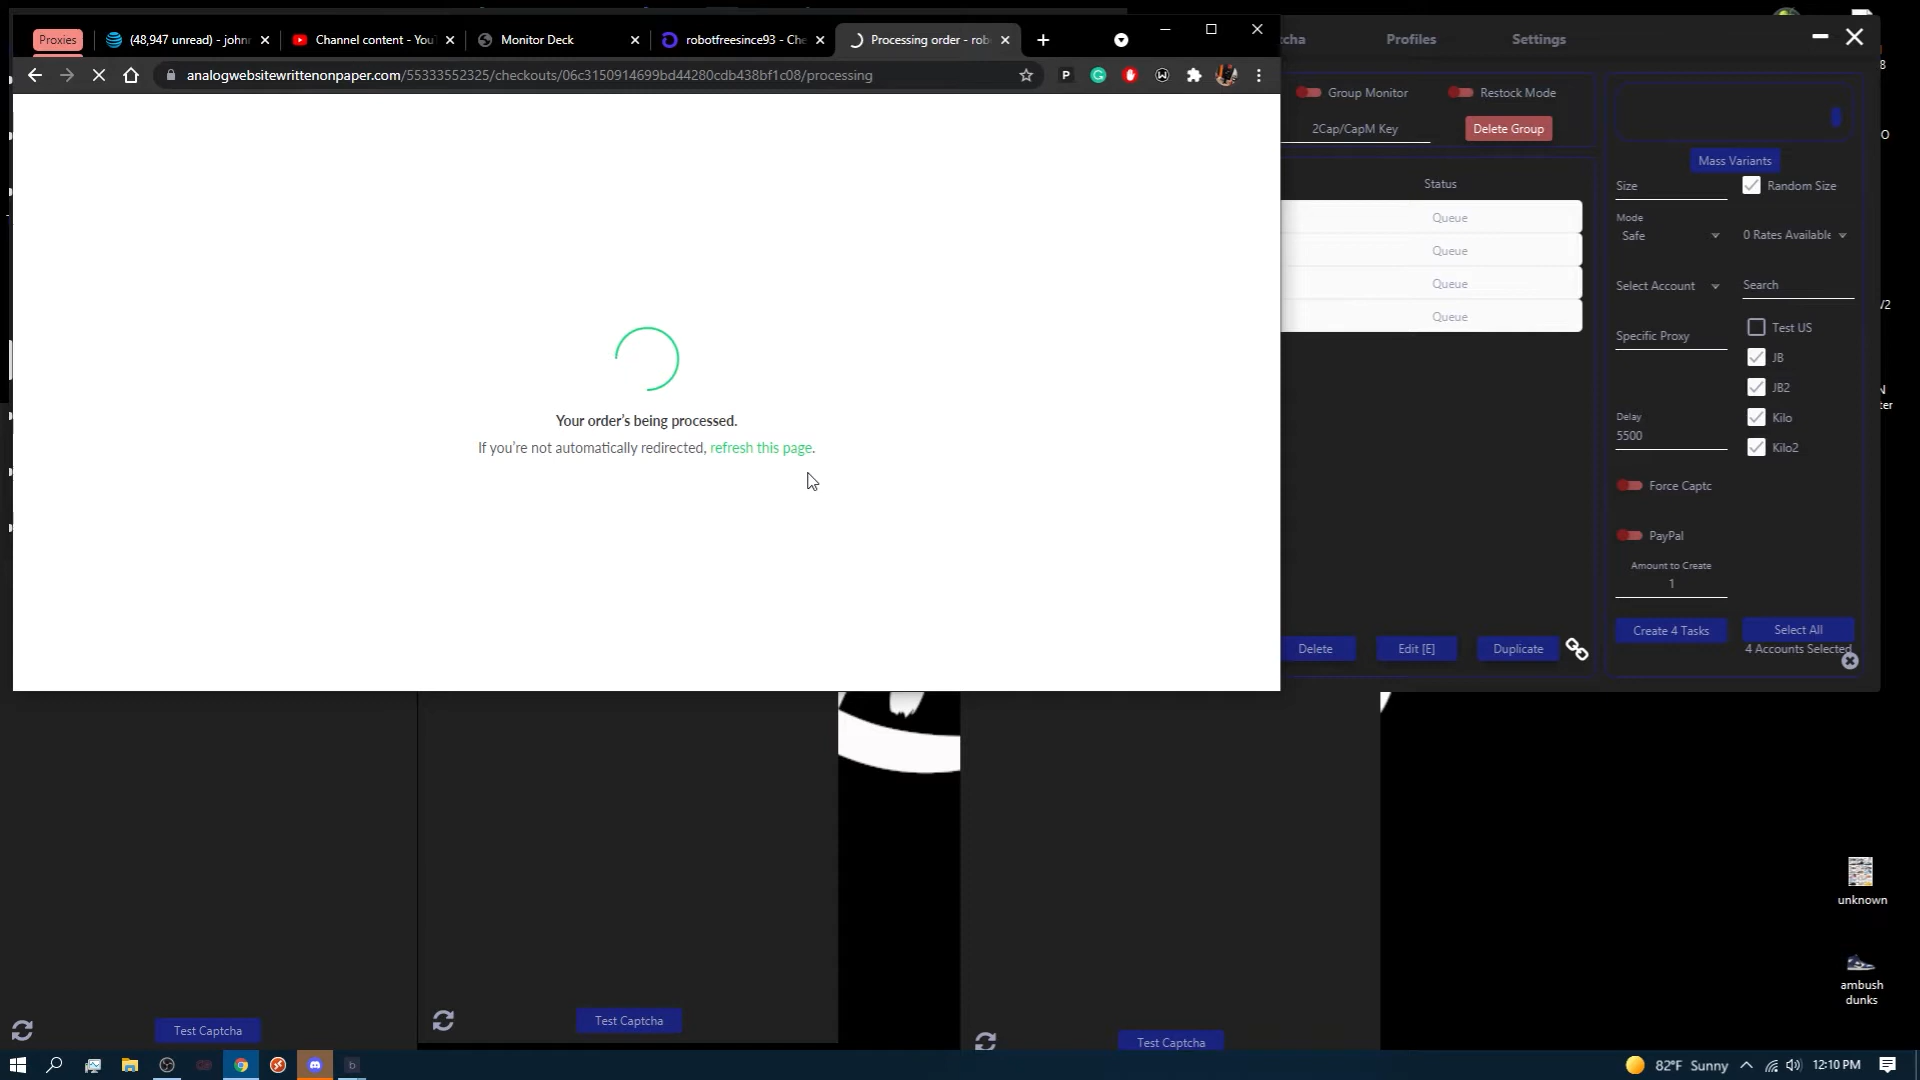 Proxies
(48,947 unread) - john
Channel content - You
Monitor Deck
robotfreesince93 - Che
Processing order - rob
analogwebsitewrittenonpaper.com/55333552325/checkouts/06c3150914699bd44280cdb438bf1c08/processing
Your order's being processed.
If you're not automatically redirected, refresh this page.
Profiles
Settings
Group Monitor
Restock Mode
2Cap/CapM Key
Delete Group
Status
Queue
Queue
Queue
Queue
Delete
Edit [E]
Duplicate
Mass Variants
Size
Random Size
Mode
Safe
0 Rates Available
Select Account
Search
Specific Proxy
Test US
JB
JB2
Delay
5500
Kilo
Kilo2
Force Captc
PayPal
Amount to Create
1
Create 4 Tasks
Select All
4 Accounts Selected
unknown
ambush
dunks
Test Captcha
Test Captcha
Test Captcha
82°F Sunny
12:10 PM